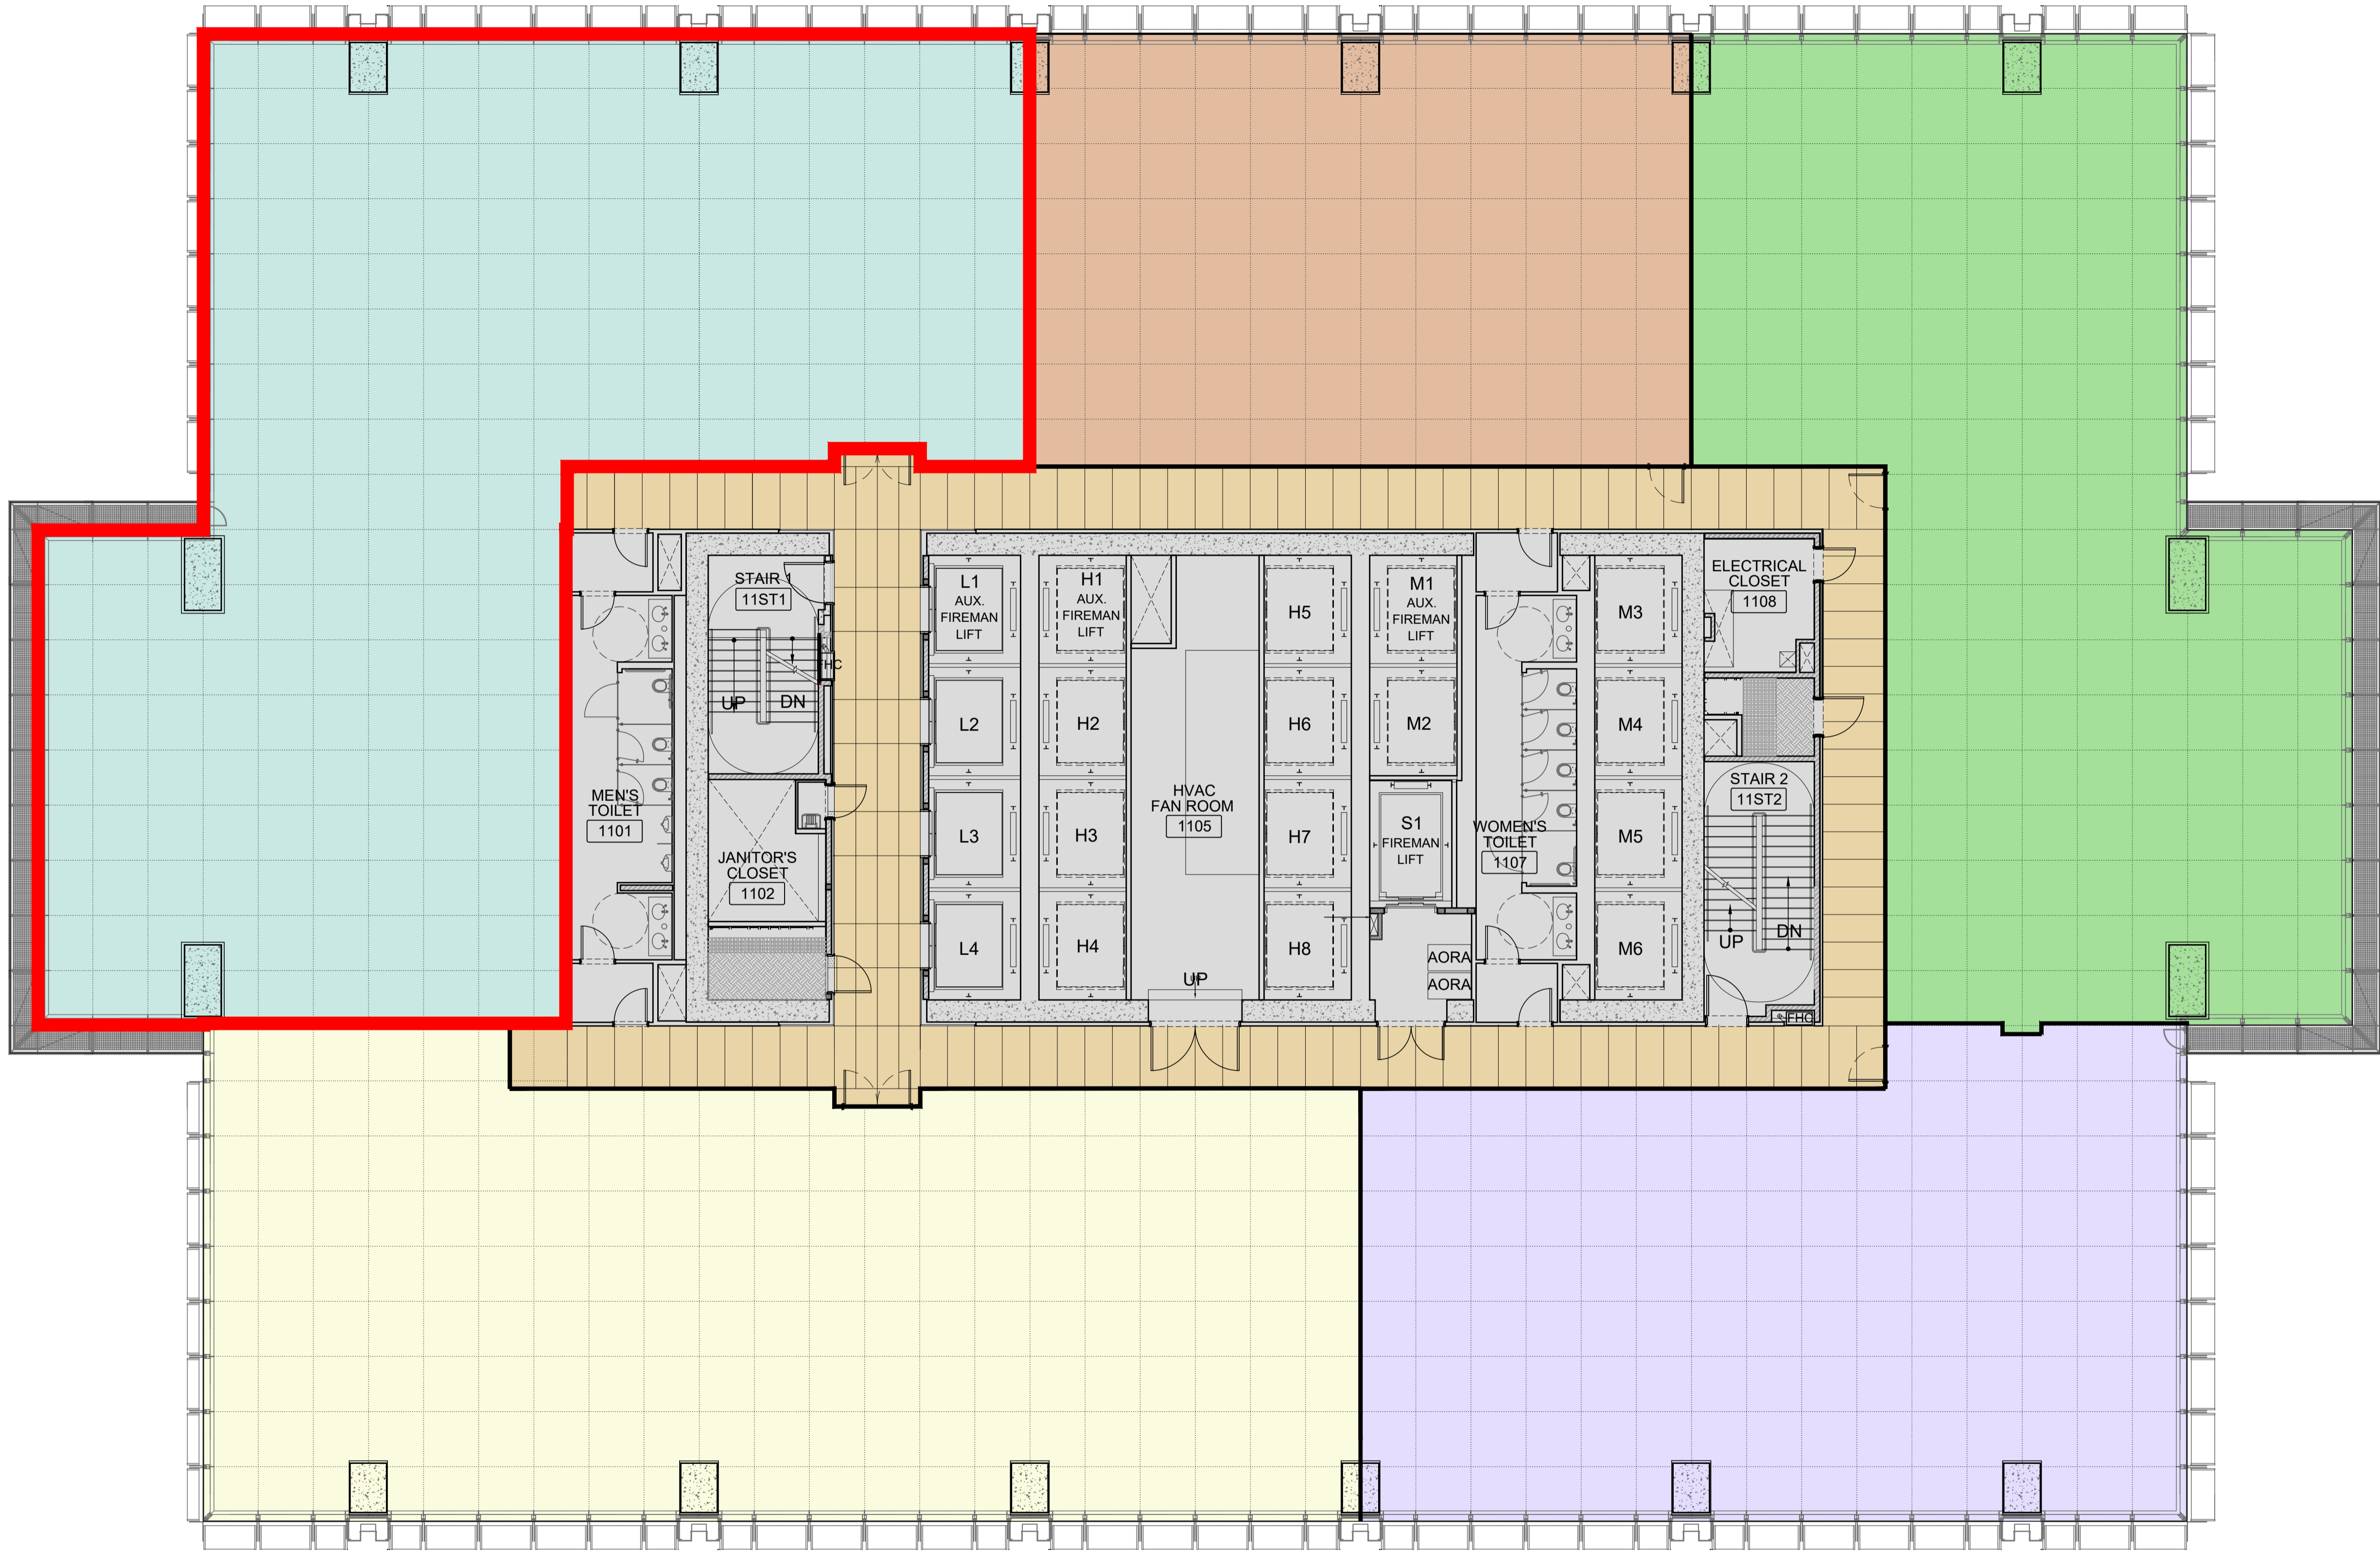 STAIR 1
11ST1
FHC
UP
DN
MEN'S
TOILET
1101
JANITOR'S
CLOSET
1102
L1
AUX.
FIREMAN
LIFT
L2
L3
L4
H1
AUX.
FIREMAN
LIFT
H2
H3
H4
HVAC
FAN ROOM
1105
UP
H5
H6
H7
H8
M1
AUX.
FIREMAN
LIFT
M2
S1
FIREMAN
LIFT
AORA
AORA
WOMEN'S
TOILET
1107
M3
M4
M5
M6
ELECTRICAL
CLOSET
1108
STAIR 2
11ST2
UP
DN
FHC